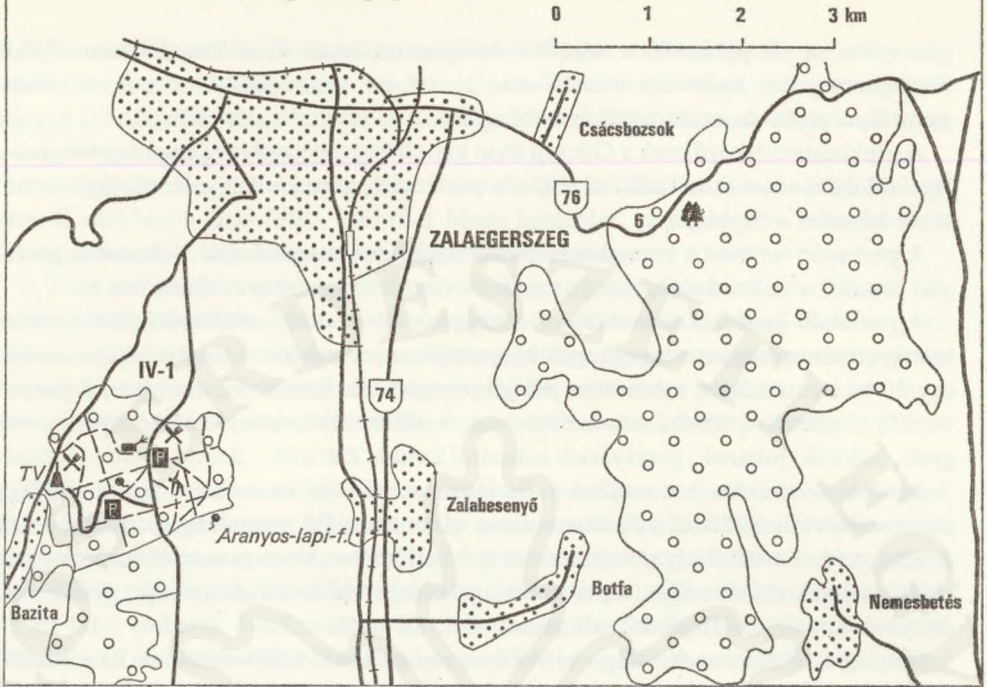 0 1 2 3 km
Csácsbozsok
76
6
ZALAEGERSZEG
IV-1
74
TV
P
P
Zalabesenyő
Aranyos-lapi-f.
Botfa
Bazita
Nemesbetés